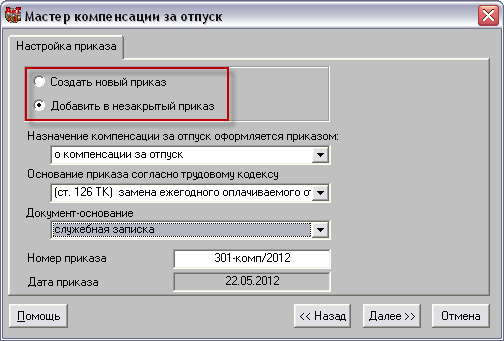 Мастер компенсации за отпуск
Настройка приказа
Создать новый приказ
Добавить в незакрытый приказ
Назначение компенсации за отпуск оформляется приказом:
о компенсации за отпуск
Основание приказа согласно трудовому кодексу
(ст. 126 ТК) замена ежегодного оплачиваемого от
Документ-основание
служебная записка
Номер приказа 301-комп/2012
Дата приказа 22.05.2012
Помощь << Назад Далее >> Отмена